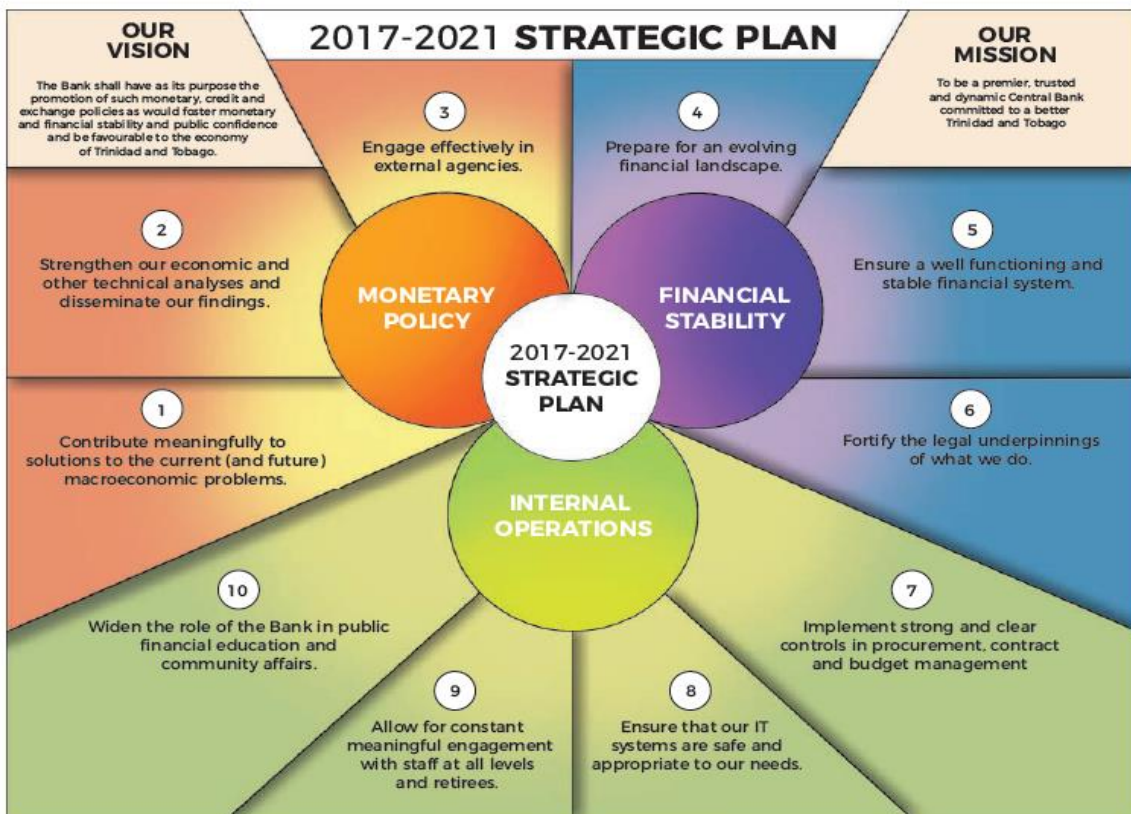 OUR
VISION
The Bank shall have as its purpose the
promotion of such monetary, credit and
exchange policies as would foster monetary
and financial stability and public confidence
and be favourable to the economy
of Trinidad and Tobago.
2017-2021 STRATEGIC PLAN
OUR
MISSION
To be a premier, trusted
and dynamic Central Bank
committed to a better
Trinidad and Tobago
3
Engage effectively in
external agencies.
4
Prepare for an evolving
financial landscape.
2
Strengthen our economic and
other technical analyses and
disseminate our findings.
5
Ensure a well functioning and
stable financial system.
MONETARY
POLICY
FINANCIAL
STABILITY
2017-2021
STRATEGIC
PLAN
1
Contribute meaningfully to
solutions to the current (and future)
macroeconomic problems.
6
Fortify the legal underpinnings
of what we do.
INTERNAL
OPERATIONS
10
Widen the role of the Bank in public
financial education and
community affairs.
7
Implement strong and clear
controls in procurement, contract
and budget management
9
Allow for constant
meaningful engagement
with staff at all levels
and retirees.
8
Ensure that our IT
systems are safe and
appropriate to our needs.